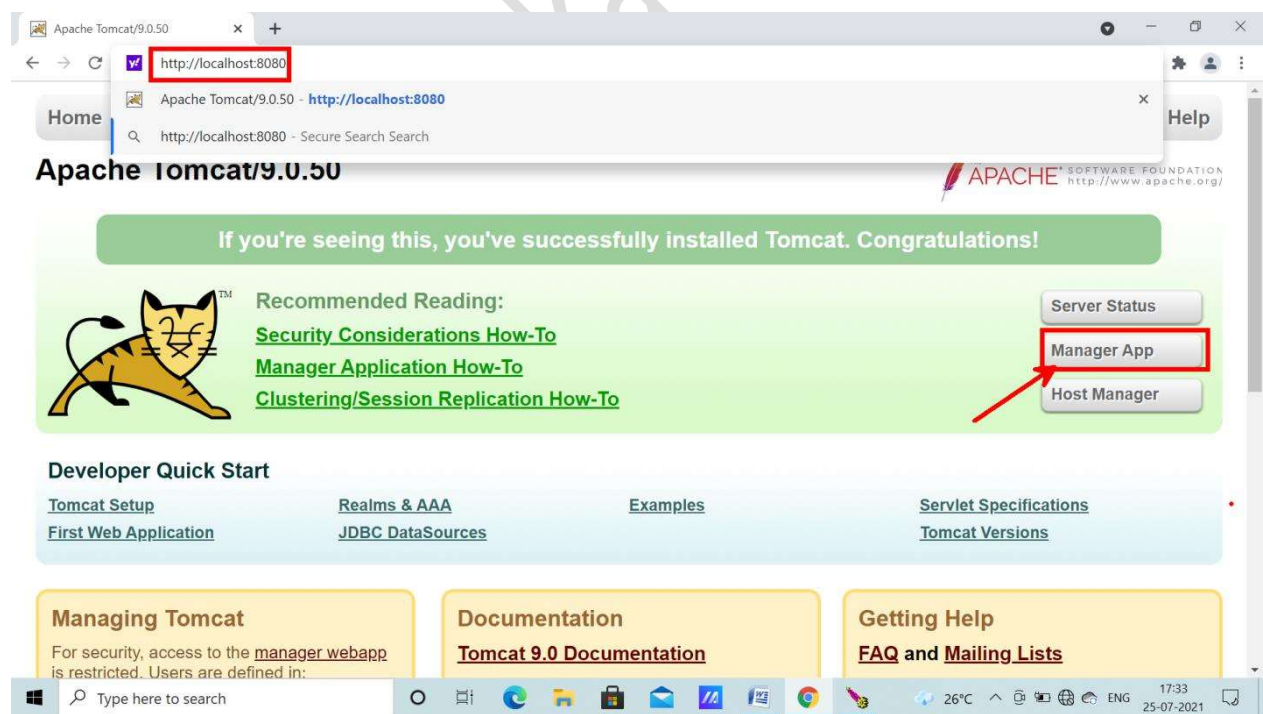 Apache Tomcat/9.0.50
http://localhost:8080
Apache Tomcat/9.0.50 - http://localhost:8080
http://localhost:8080 - Secure Search Search
Home
Help
Apache Tomcat/9.0.50
APACHE SOFTWARE FOUNDATION
http://www.apache.org/
If you're seeing this, you've successfully installed Tomcat. Congratulations!
TM
Recommended Reading:
Security Considerations How-To
Manager Application How-To
Clustering/Session Replication How-To
Server Status
Manager App
Host Manager
Developer Quick Start
Tomcat Setup
First Web Application
Realms & AAA
JDBC DataSources
Examples
Servlet Specifications
Tomcat Versions
Managing Tomcat
For security, access to the manager webapp
is restricted. Users are defined in:
Documentation
Tomcat 9.0 Documentation
Getting Help
FAQ and Mailing Lists
Type here to search
26°C
ENG
17:33
25-07-2021